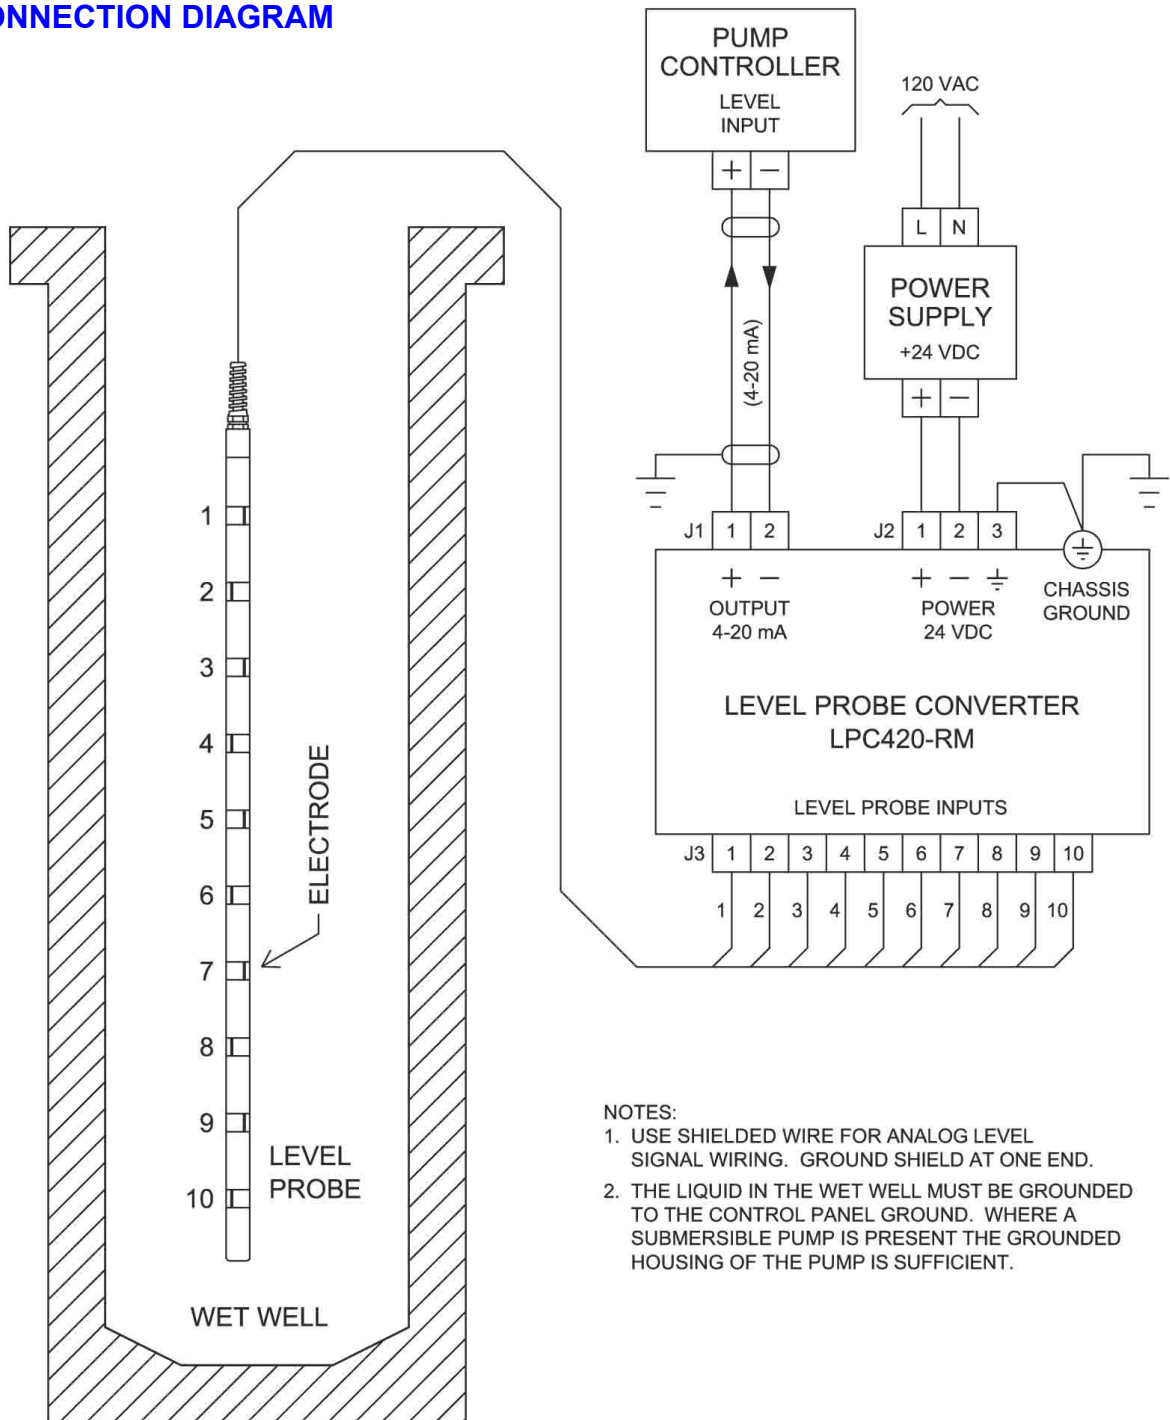 ONNECTION DIAGRAM
PUMP
CONTROLLER
LEVEL
INPUT
+ −
120 VAC
L N
POWER
SUPPLY
+24 VDC
+ −
(4-20 mA)
J1 1 2
J2 1 2 3
+ −
OUTPUT
4-20 mA
+ −
POWER
24 VDC
CHASSIS
GROUND
LEVEL PROBE CONVERTER
LPC420-RM
LEVEL PROBE INPUTS
J3 1 2 3 4 5 6 7 8 9 10
1 2 3 4 5 6 7 8 9 10
1
2
3
4
5
6
7
8
9
10
ELECTRODE
LEVEL
PROBE
WET WELL
NOTES:
1. USE SHIELDED WIRE FOR ANALOG LEVEL
SIGNAL WIRING. GROUND SHIELD AT ONE END.
2. THE LIQUID IN THE WET WELL MUST BE GROUNDED
TO THE CONTROL PANEL GROUND. WHERE A
SUBMERSIBLE PUMP IS PRESENT THE GROUNDED
HOUSING OF THE PUMP IS SUFFICIENT.